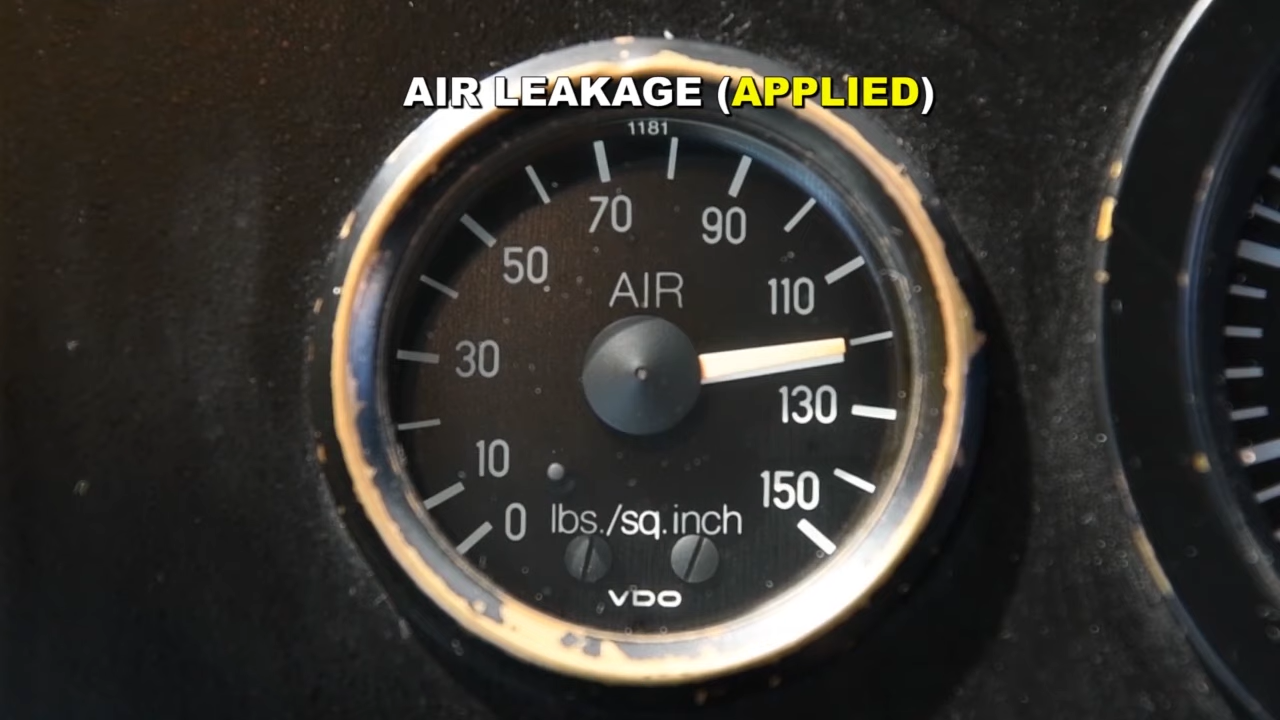 AIR LEAKAGE (APPLIED)
1181
70
90
50
AIR
110
30
130
10
150
0
lbs./sq.inch
VDO